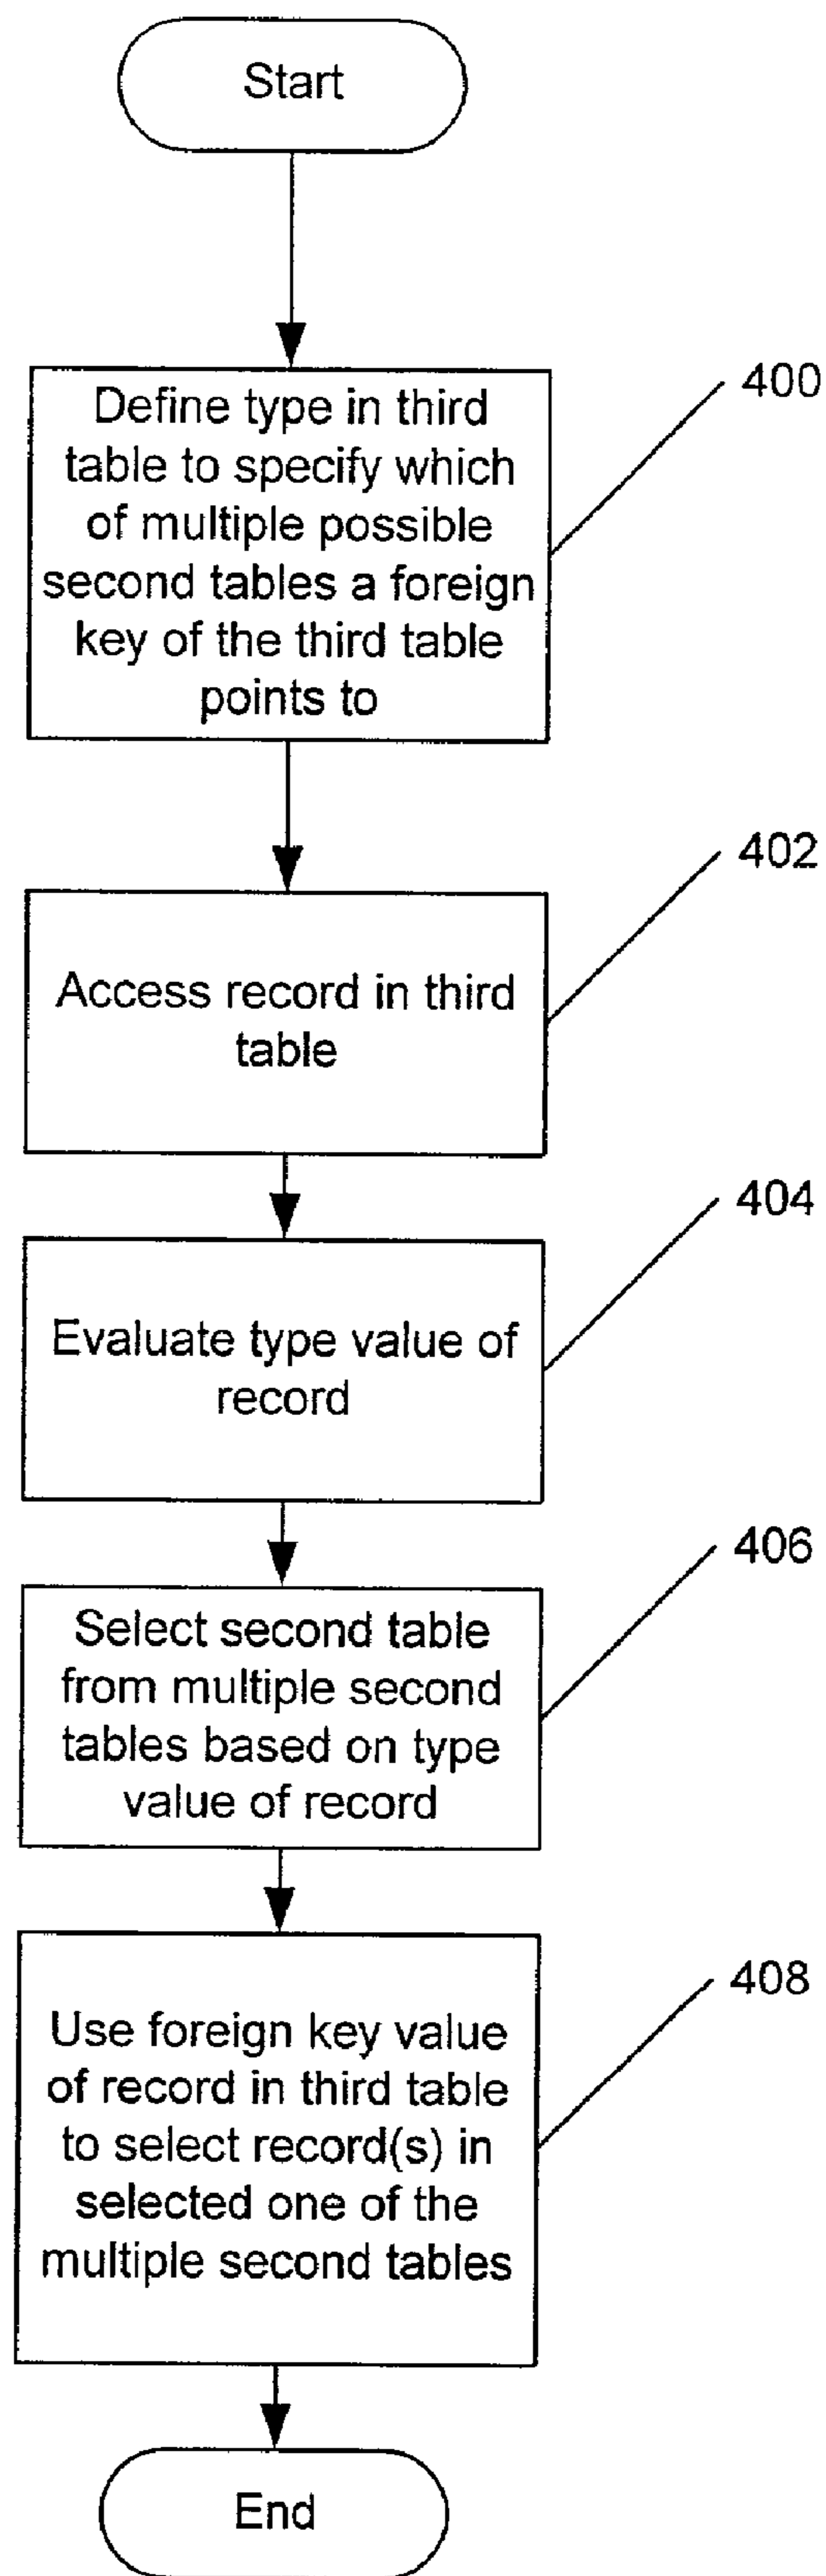 Start
400
Define type in third
table to specify which
of multiple possible
second tables a foreign
key of the third table
points to
402
Access record in third
table
404
Evaluate type value of
record
406
Select second table
from multiple second
tables based on type
value of record
408
Use foreign key value
of record in third table
to select record(s) in
selected one of the
multiple second tables
End